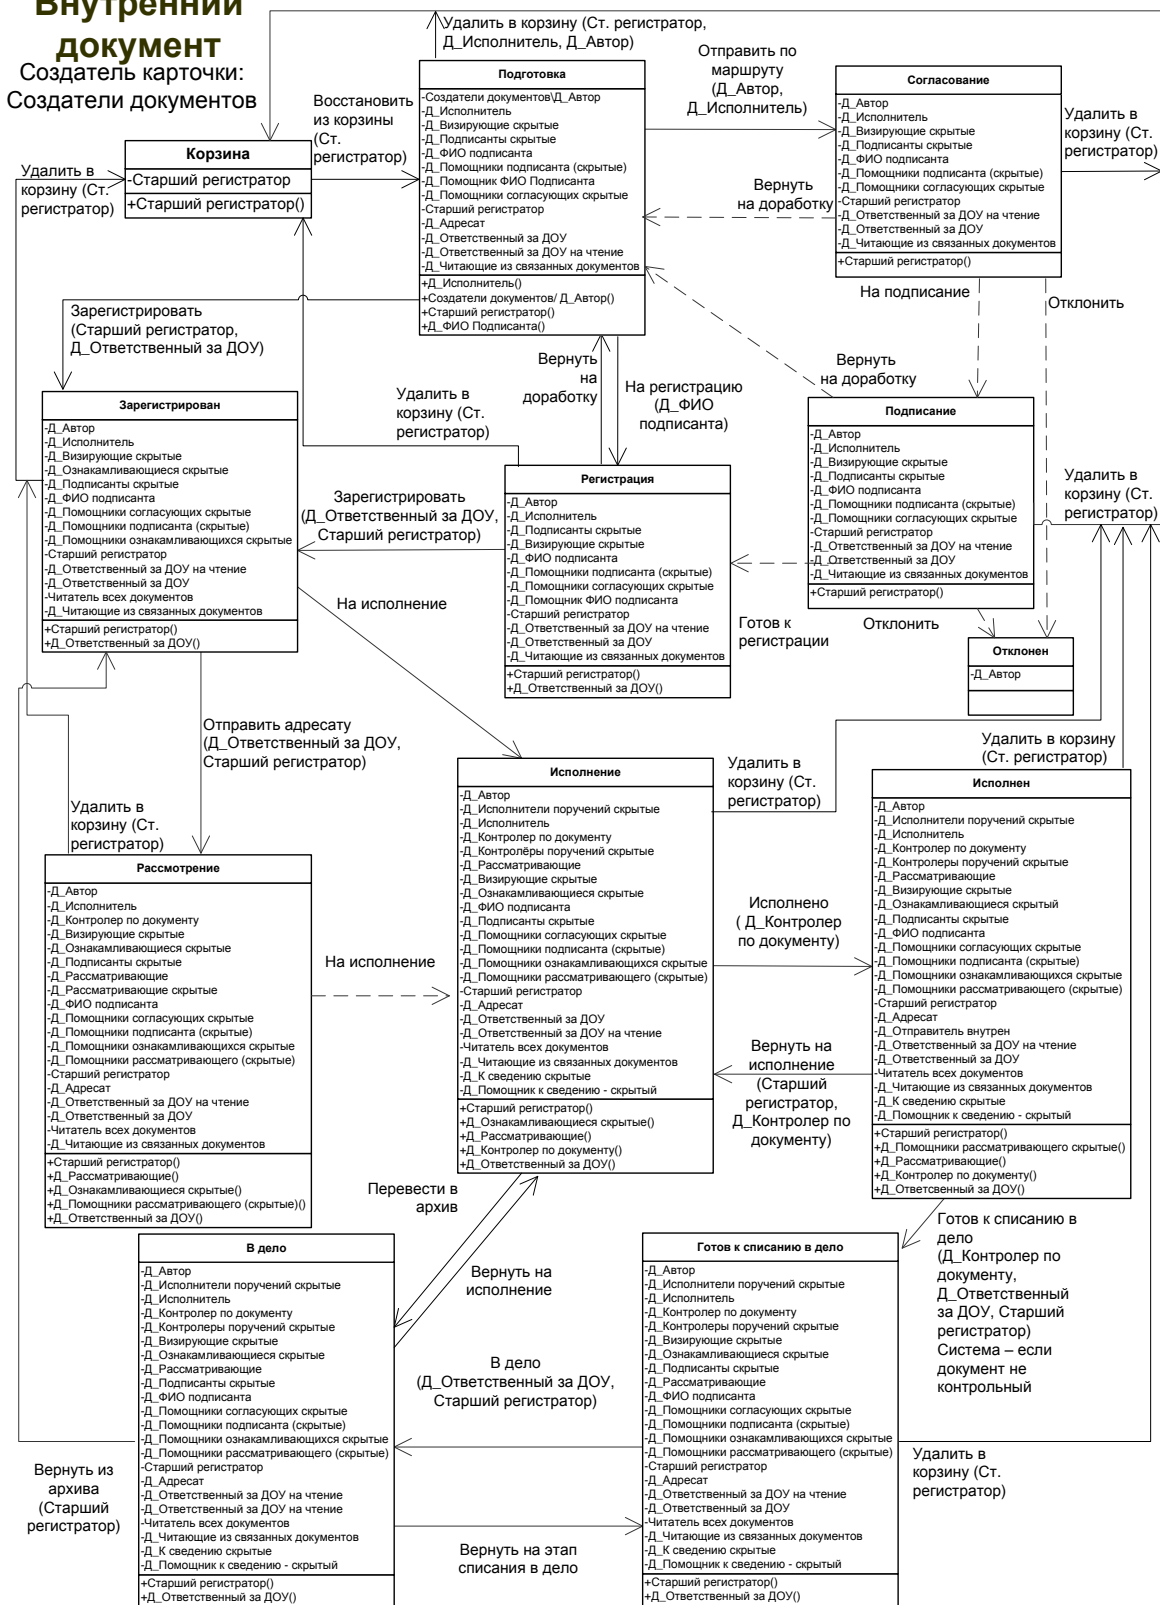 Внутренний
документ
Создатель карточки:
Создатели документов
Удалить в корзину (Ст. регистратор,
Д_Исполнитель, Д_Автор)
Отправить по
маршруту
(Д_Автор,
Д_Исполнитель)
Восстановить
из корзины
(Ст.
регистратор)
Удалить в
корзину (Ст.
регистратор)
Корзина
-Старший регистратор
+Старший регистратор()
Подготовка
-Создатели документов\Д_Автор
-Д_Исполнитель
-Д_Визирующие скрытые
-Д_Подписанты скрытые
-Д_ФИО подписанта
-Д_Помощники подписанта (скрытые)
-Д_Помощник ФИО Подписанта
-Д_Помощники согласующих скрытые
-Старший регистратор
-Д_Адресат
-Д_Ответственный за ДОУ
-Д_Ответственный за ДОУ на чтение
-Д_Читающие из связанных документов
+Д_Исполнитель()
+Создатели документов/ Д_Автор()
+Старший регистратор()
+Д_ФИО Подписанта()
Согласование
-Д_Автор
-Д_Исполнитель
-Д_Визирующие скрытые
-Д_Подписанты скрытые
-Д_ФИО подписанта
-Д_Помощники подписанта (скрытые)
-Д_Помощники согласующих скрытые
-Старший регистратор
-Д_Ответственный за ДОУ на чтение
-Д_Ответственный за ДОУ
-Д_Читающие из связанных документов
+Старший регистратор()
Удалить в
корзину (Ст.
регистратор)
Вернуть
на доработку
На подписание
Отклонить
Зарегистрировать
(Старший регистратор,
Д_Ответственный за ДОУ)
Вернуть
на
доработку
На регистрацию
(Д_ФИО
подписанта)
Вернуть
на доработку
Удалить в
корзину (Ст.
регистратор)
Зарегистрирован
-Д_Автор
-Д_Исполнитель
-Д_Визирующие скрытые
-Д_Ознакамливающиеся скрытые
-Д_Подписанты скрытые
-Д_ФИО подписанта
-Д_Помощники согласующих скрытые
-Д_Помощники подписанта (скрытые)
-Д_Помощники ознакамливающихся скрытые
-Старший регистратор
-Д_Ответственный за ДОУ на чтение
-Д_Ответственный за ДОУ
-Читатель всех документов
-Д_Читающие из связанных документов
+Старший регистратор()
+Д_Ответственный за ДОУ()
Зарегистрировать
(Д_Ответственный за ДОУ,
Старший регистратор)
Регистрация
-Д_Автор
-Д_Исполнитель
-Д_Подписанты скрытые
-Д_Визирующие скрытые
-Д_ФИО подписанта
-Д_Помощники подписанта (скрытые)
-Д_Помощники согласующих скрытые
-Д_Помощник ФИО подписанта
-Старший регистратор
-Д_Ответственный за ДОУ на чтение
-Д_Ответственный за ДОУ
-Д_Читающие из связанных документов
+Старший регистратор()
+Д_Ответственный за ДОУ()
Подписание
-Д_Автор
-Д_Исполнитель
-Д_Визирующие скрытые
-Д_Подписанты скрытые
-Д_ФИО подписанта
-Д_Помощники подписанта (скрытые)
-Д_Помощники согласующих скрытые
-Старший регистратор
-Д_Ответственный за ДОУ на чтение
-Д_Ответственный за ДОУ
-Д_Читающие из связанных документов
+Старший регистратор()
Удалить в
корзину (Ст.
регистратор)
Готов к
регистрации
Отклонить
Отклонен
-Д_Автор
На исполнение
Отправить адресату
(Д_Ответственный за ДОУ,
Старший регистратор)
Удалить в
корзину (Ст.
регистратор)
Рассмотрение
-Д_Автор
-Д_Исполнитель
-Д_Контролер по документу
-Д_Визирующие скрытые
-Д_Ознакамливающиеся скрытые
-Д_Подписанты скрытые
-Д_Рассматривающие
-Д_Рассматривающие скрытые
-Д_ФИО подписанта
-Д_Помощники согласующих скрытые
-Д_Помощники подписанта (скрытые)
-Д_Помощники ознакамливающихся скрытые
-Д_Помощники рассматривающего (скрытые)
-Старший регистратор
-Д_Адресат
-Д_Ответственный за ДОУ на чтение
-Д_Ответственный за ДОУ
-Читатель всех документов
-Д_Читающие из связанных документов
+Старший регистратор()
+Д_Рассматривающие()
+Д_Ознакамливающиеся скрытые()
+Д_Помощники рассматривающего (скрытые)()
+Д_Ответственный за ДОУ()
На исполнение
Исполнение
-Д_Автор
-Д_Исполнители поручений скрытые
-Д_Исполнитель
-Д_Контролер по документу
-Д_Контролёры поручений скрытые
-Д_Рассматривающие
-Д_Визирующие скрытые
-Д_Ознакамливающиеся скрытые
-Д_ФИО подписанта
-Д_Подписанты скрытые
-Д_Помощники согласующих скрытые
-Д_Помощники подписанта (скрытые)
-Д_Помощники ознакамливающихся скрытые
-Д_Помощники рассматривающего (скрытые)
-Старший регистратор
-Д_Адресат
-Д_Ответственный за ДОУ
-Д_Ответственный за ДОУ на чтение
-Читатель всех документов
-Д_Читающие из связанных документов
-Д_К сведению скрытые
-Д_Помощник к сведению - скрытый
+Старший регистратор()
+Д_Ознакамливающиеся скрытые()
+Д_Рассматривающие()
+Д_Контролер по документу()
+Д_Ответственный за ДОУ()
Удалить в
корзину (Ст.
регистратор)
Удалить в корзину
(Ст. регистратор)
Исполнено
( Д_Контролер
по документу)
Вернуть на
исполнение
(Старший
регистратор,
Д_Контролер по
документу)
Исполнен
-Д_Автор
-Д_Исполнители поручений скрытые
-Д_Исполнитель
-Д_Контролер по документу
-Д_Контролеры поручений скрытые
-Д_Рассматривающие
-Д_Визирующие скрытые
-Д_Ознакамливающиеся скрытый
-Д_Подписанты скрытые
-Д_ФИО подписанта
-Д_Помощники согласующих скрытые
-Д_Помощники подписанта (скрытые)
-Д_Помощники ознакамливающихся скрытые
-Д_Помощники рассматривающего (скрытые)
-Старший регистратор
-Д_Адресат
-Д_Отправитель внутрен
-Д_Ответственный за ДОУ на чтение
-Д_Ответственный за ДОУ
-Читатель всех документов
-Д_Читающие из связанных документов
-Д_К сведению скрытые
-Д_Помощник к сведению - скрытый
+Старший регистратор()
+Д_Помощники рассматривающего скрытые()
+Д_Рассматривающие()
+Д_Контролер по документу()
+Д_Ответсвенный за ДОУ()
Перевести в
архив
Вернуть на
исполнение
Готов к списанию в
дело
(Д_Контролер по
документу,
Д_Ответственный
за ДОУ, Старший
регистратор)
Система – если
документ не
контрольный
В дело
-Д_Автор
-Д_Исполнители поручений скрытые
-Д_Исполнитель
-Д_Контролер по документу
-Д_Контролеры поручений скрытые
-Д_Визирующие скрытые
-Д_Ознакамливающиеся скрытые
-Д_Рассматривающие
-Д_Подписанты скрытые
-Д_ФИО подписанта
-Д_Помощники согласующих скрытые
-Д_Помощники подписанта (скрытые)
-Д_Помощники ознакамливающихся скрытые
-Д_Помощники рассматривающего (скрытые)
-Старший регистратор
-Д_Адресат
-Д_Ответственный за ДОУ на чтение
-Д_Ответственный за ДОУ на чтение
-Читатель всех документов
-Д_Читающие из связанных документов
-Д_К сведению скрытые
-Д_Помощник к сведению - скрытый
+Старший регистратор()
+Д_Ответственный за ДОУ()
В дело
(Д_Ответственный за ДОУ,
Старший регистратор)
Готов к списанию в дело
-Д_Автор
-Д_Исполнители поручений скрытые
-Д_Исполнитель
-Д_Контролер по документу
-Д_Контролеры поручений скрытые
-Д_Визирующие скрытые
-Д_Ознакамливающиеся скрытые
-Д_Подписанты скрытые
-Д_Рассматривающие
-Д_ФИО подписанта
-Д_Помощники согласующих скрытые
-Д_Помощники подписанта (скрытые)
-Д_Помощники ознакамливающихся скрытые
-Д_Помощники рассматривающего (скрытые)
-Старший регистратор
-Д_Адресат
-Д_Ответственный за ДОУ на чтение
-Д_Ответственный за ДОУ
-Читатель всех документов
-Д_Читающие из связанных документов
-Д_К сведению скрытые
-Д_Помощник к сведению - скрытый
+Старший регистратор()
+Д_Ответственный за ДОУ()
Вернуть из
архива
(Старший
регистратор)
Удалить в
корзину (Ст.
регистратор)
Вернуть на этап
списания в дело